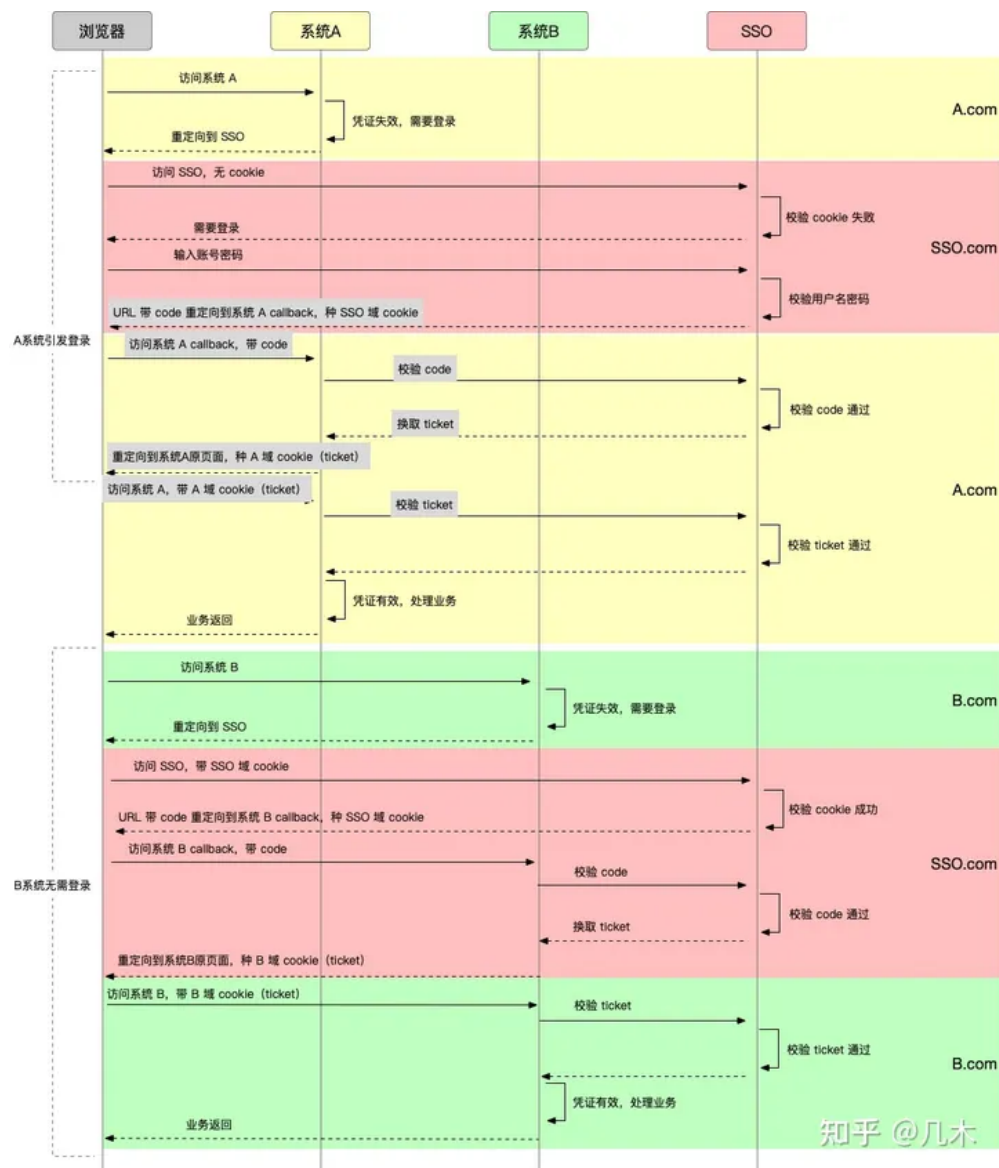 浏览器
系统A
系统B
SSO
访问系统 A
A.com
凭证失效，需要登录
重定向到 SSO
访问 SSO，无 cookie
校验 cookie 失败
需要登录
SSO.com
输入账号密码
校验用户名密码
URL 带 code 重定向到系统 A callback，种 SSO 域 cookie
A系统引发登录
访问系统 A callback，带 code
校验 code
校验 code 通过
换取 ticket
重定向到系统A原页面，种 A 域 cookie（ticket）
访问系统 A，带 A 域 cookie（ticket）
A.com
校验 ticket
校验 ticket 通过
凭证有效，处理业务
业务返回
访问系统 B
B.com
凭证失效，需要登录
重定向到 SSO
访问 SSO，带 SSO 域 cookie
校验 cookie 成功
URL 带 code 重定向到系统 B callback，种 SSO 域 cookie
访问系统 B callback，带 code
SSO.com
校验 code
B系统无需登录
校验 code 通过
换取 ticket
重定向到系统B原页面，种 B 域 cookie（ticket）
访问系统 B，带 B 域 cookie（ticket）
校验 ticket
校验 ticket 通过
B.com
凭证有效，处理业务
业务返回
知乎 @几木